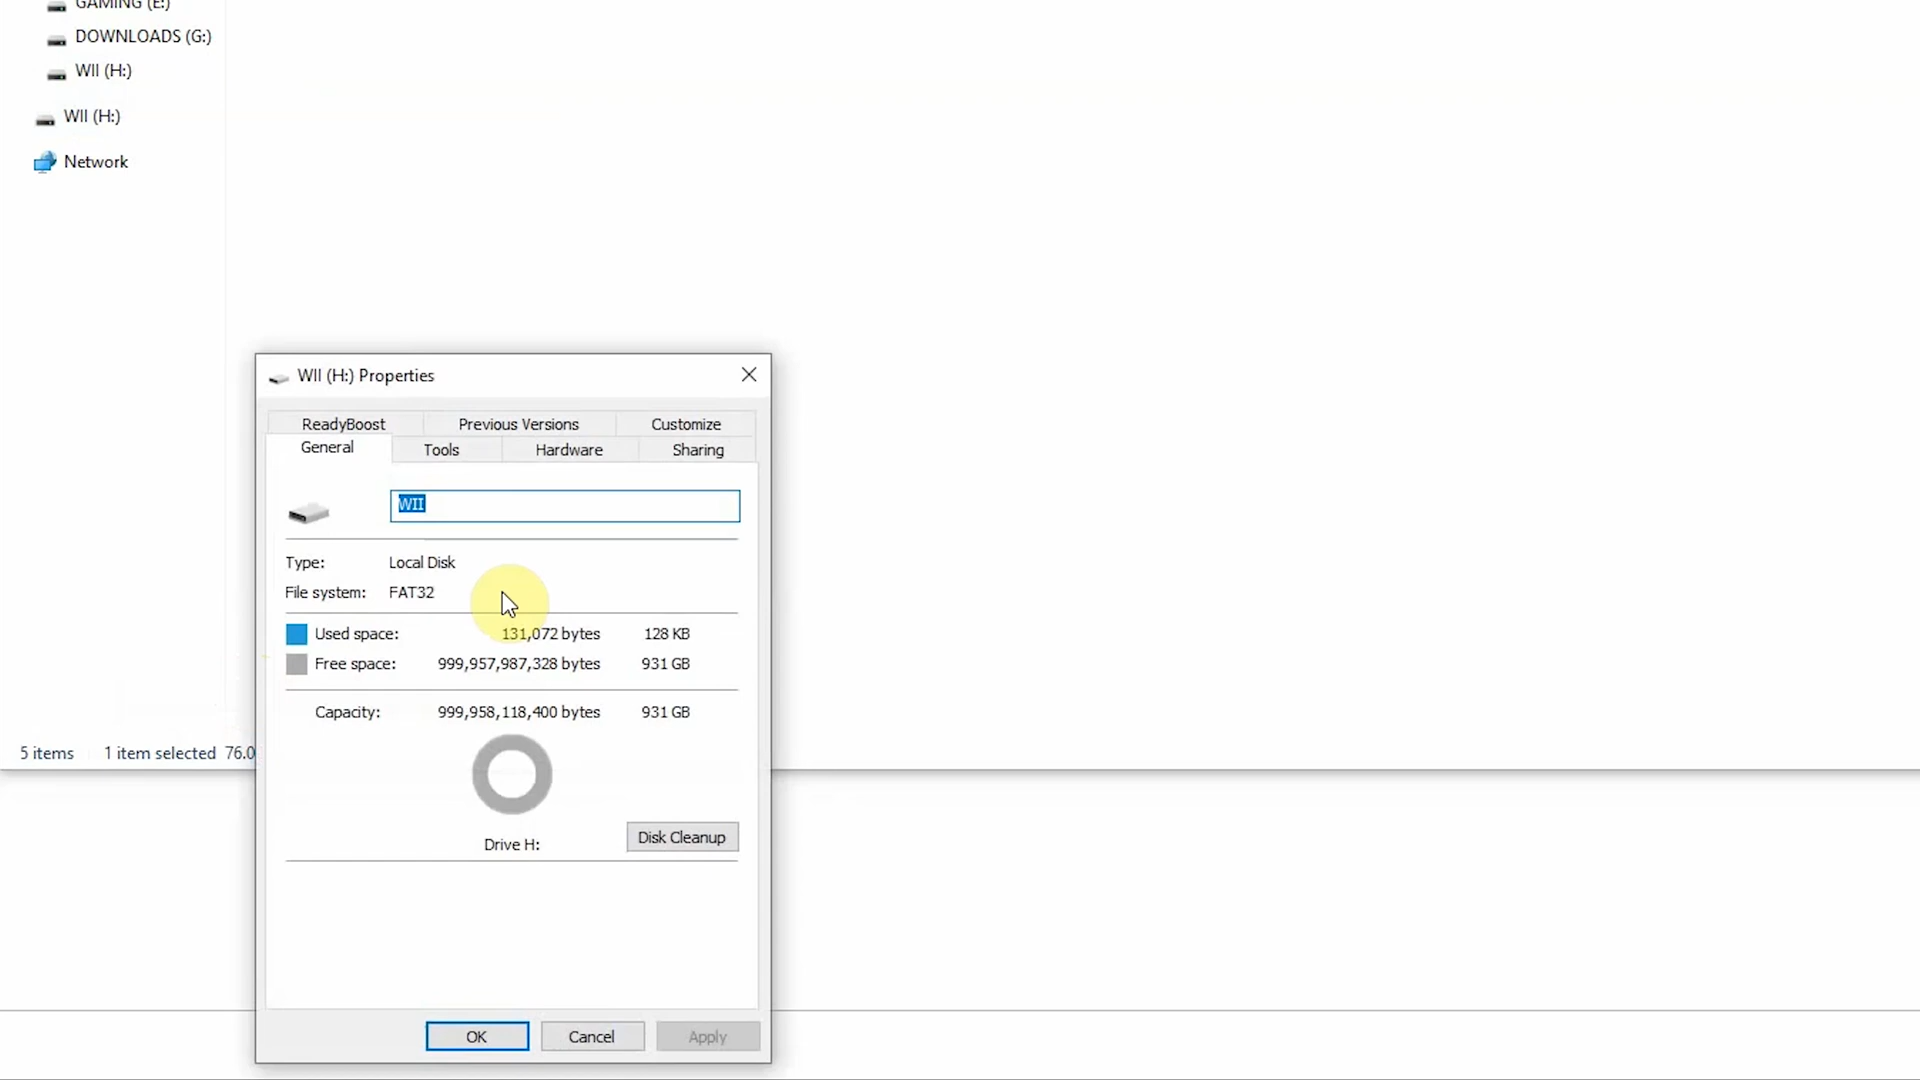 GAMING (E:)
DOWNLOADS (G:)
WII (H:)
WII (H:)
Network
WII (H:) Properties
ReadyBoost Previous Versions Customize
General Tools Hardware Sharing
WII
Type: Local Disk
File system: FAT32
Used space: 131,072 bytes 128 KB
Free space: 999,957,987,328 bytes 931 GB
Capacity: 999,958,118,400 bytes 931 GB
5 items 1 item selected 76.0
Drive H: Disk Cleanup
OK Cancel Apply